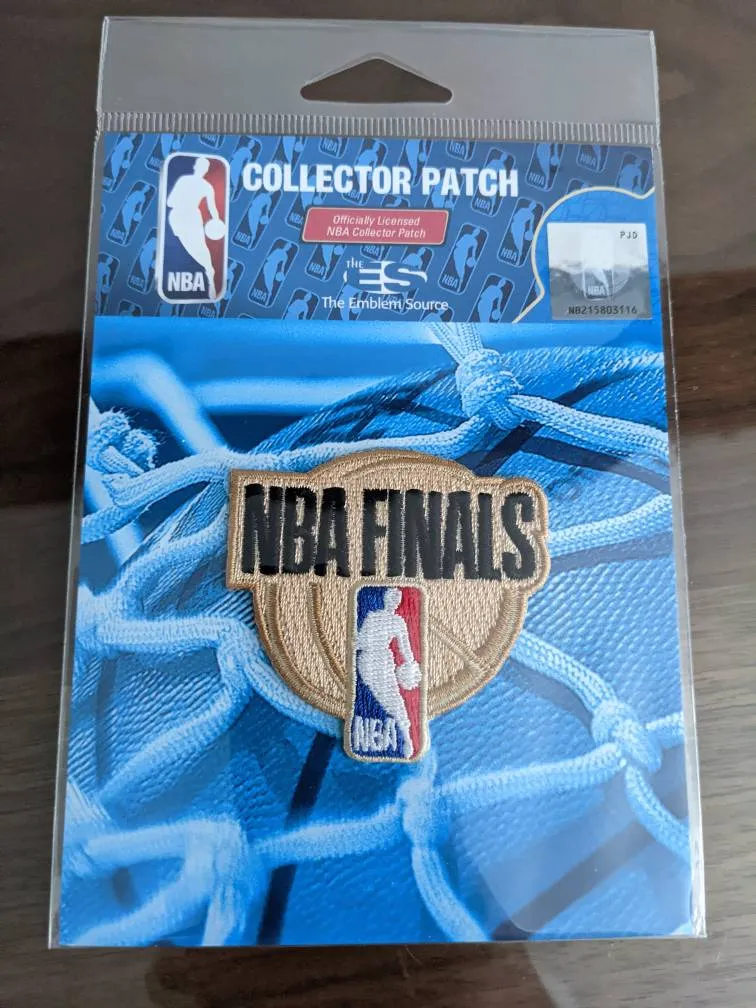 COLLECTOR PATCH
Officially Licensed
NBA Collector Patch
NBA
THE
ES
The Emblem Source
PJD
NBA
NB215803116
NBA FINALS
NBA